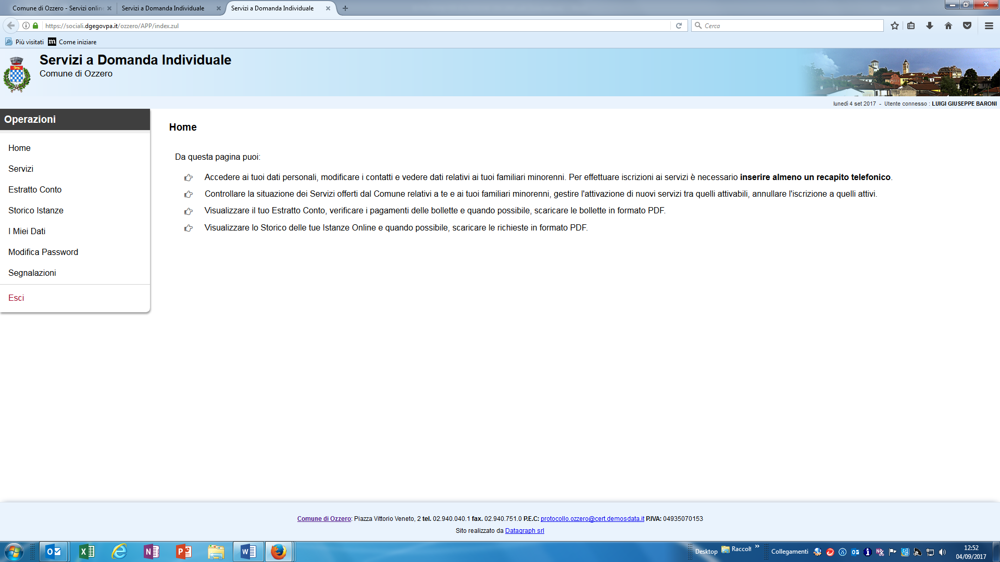 Comune di Ozzero - Servizi online
Servizi a Domanda Individuale
Servizi a Domanda Individuale
https://sociali.dgegovpa.it/ozzero/APP/index.zul
Cerca
Più visitati
m Come iniziare
Servizi a Domanda Individuale
Comune di Ozzero
lunedì 4 set 2017 - Utente connesso : LUIGI GIUSEPPE BARONI
Operazioni
Home
Servizi
Estratto Conto
Storico Istanze
I Miei Dati
Modifica Password
Segnalazioni
Esci
Home
Da questa pagina puoi:
Accedere ai tuoi dati personali, modificare i contatti e vedere dati relativi ai tuoi familiari minorenni. Per effettuare iscrizioni ai servizi è necessario inserire almeno un recapito telefonico.
Controllare la situazione dei Servizi offerti dal Comune relativi a te e ai tuoi familiari minorenni, gestire l'attivazione di nuovi servizi tra quelli attivabili, annullare l'iscrizione a quelli attivi.
Visualizzare il tuo Estratto Conto, verificare i pagamenti delle bollette e quando possibile, scaricare le bollette in formato PDF.
Visualizzare lo Storico delle tue Istanze Online e quando possibile, scaricare le richieste in formato PDF.
Comune di Ozzero: Piazza Vittorio Veneto, 2 tel. 02.940.040.1 fax. 02.940.751.0 P.E.C: protocollo.ozzero@cert.demosdata.it P.IVA: 04935070153
Sito realizzato da Datagraph srl
Desktop
Raccolt
Collegamenti
12:52
04/09/2017